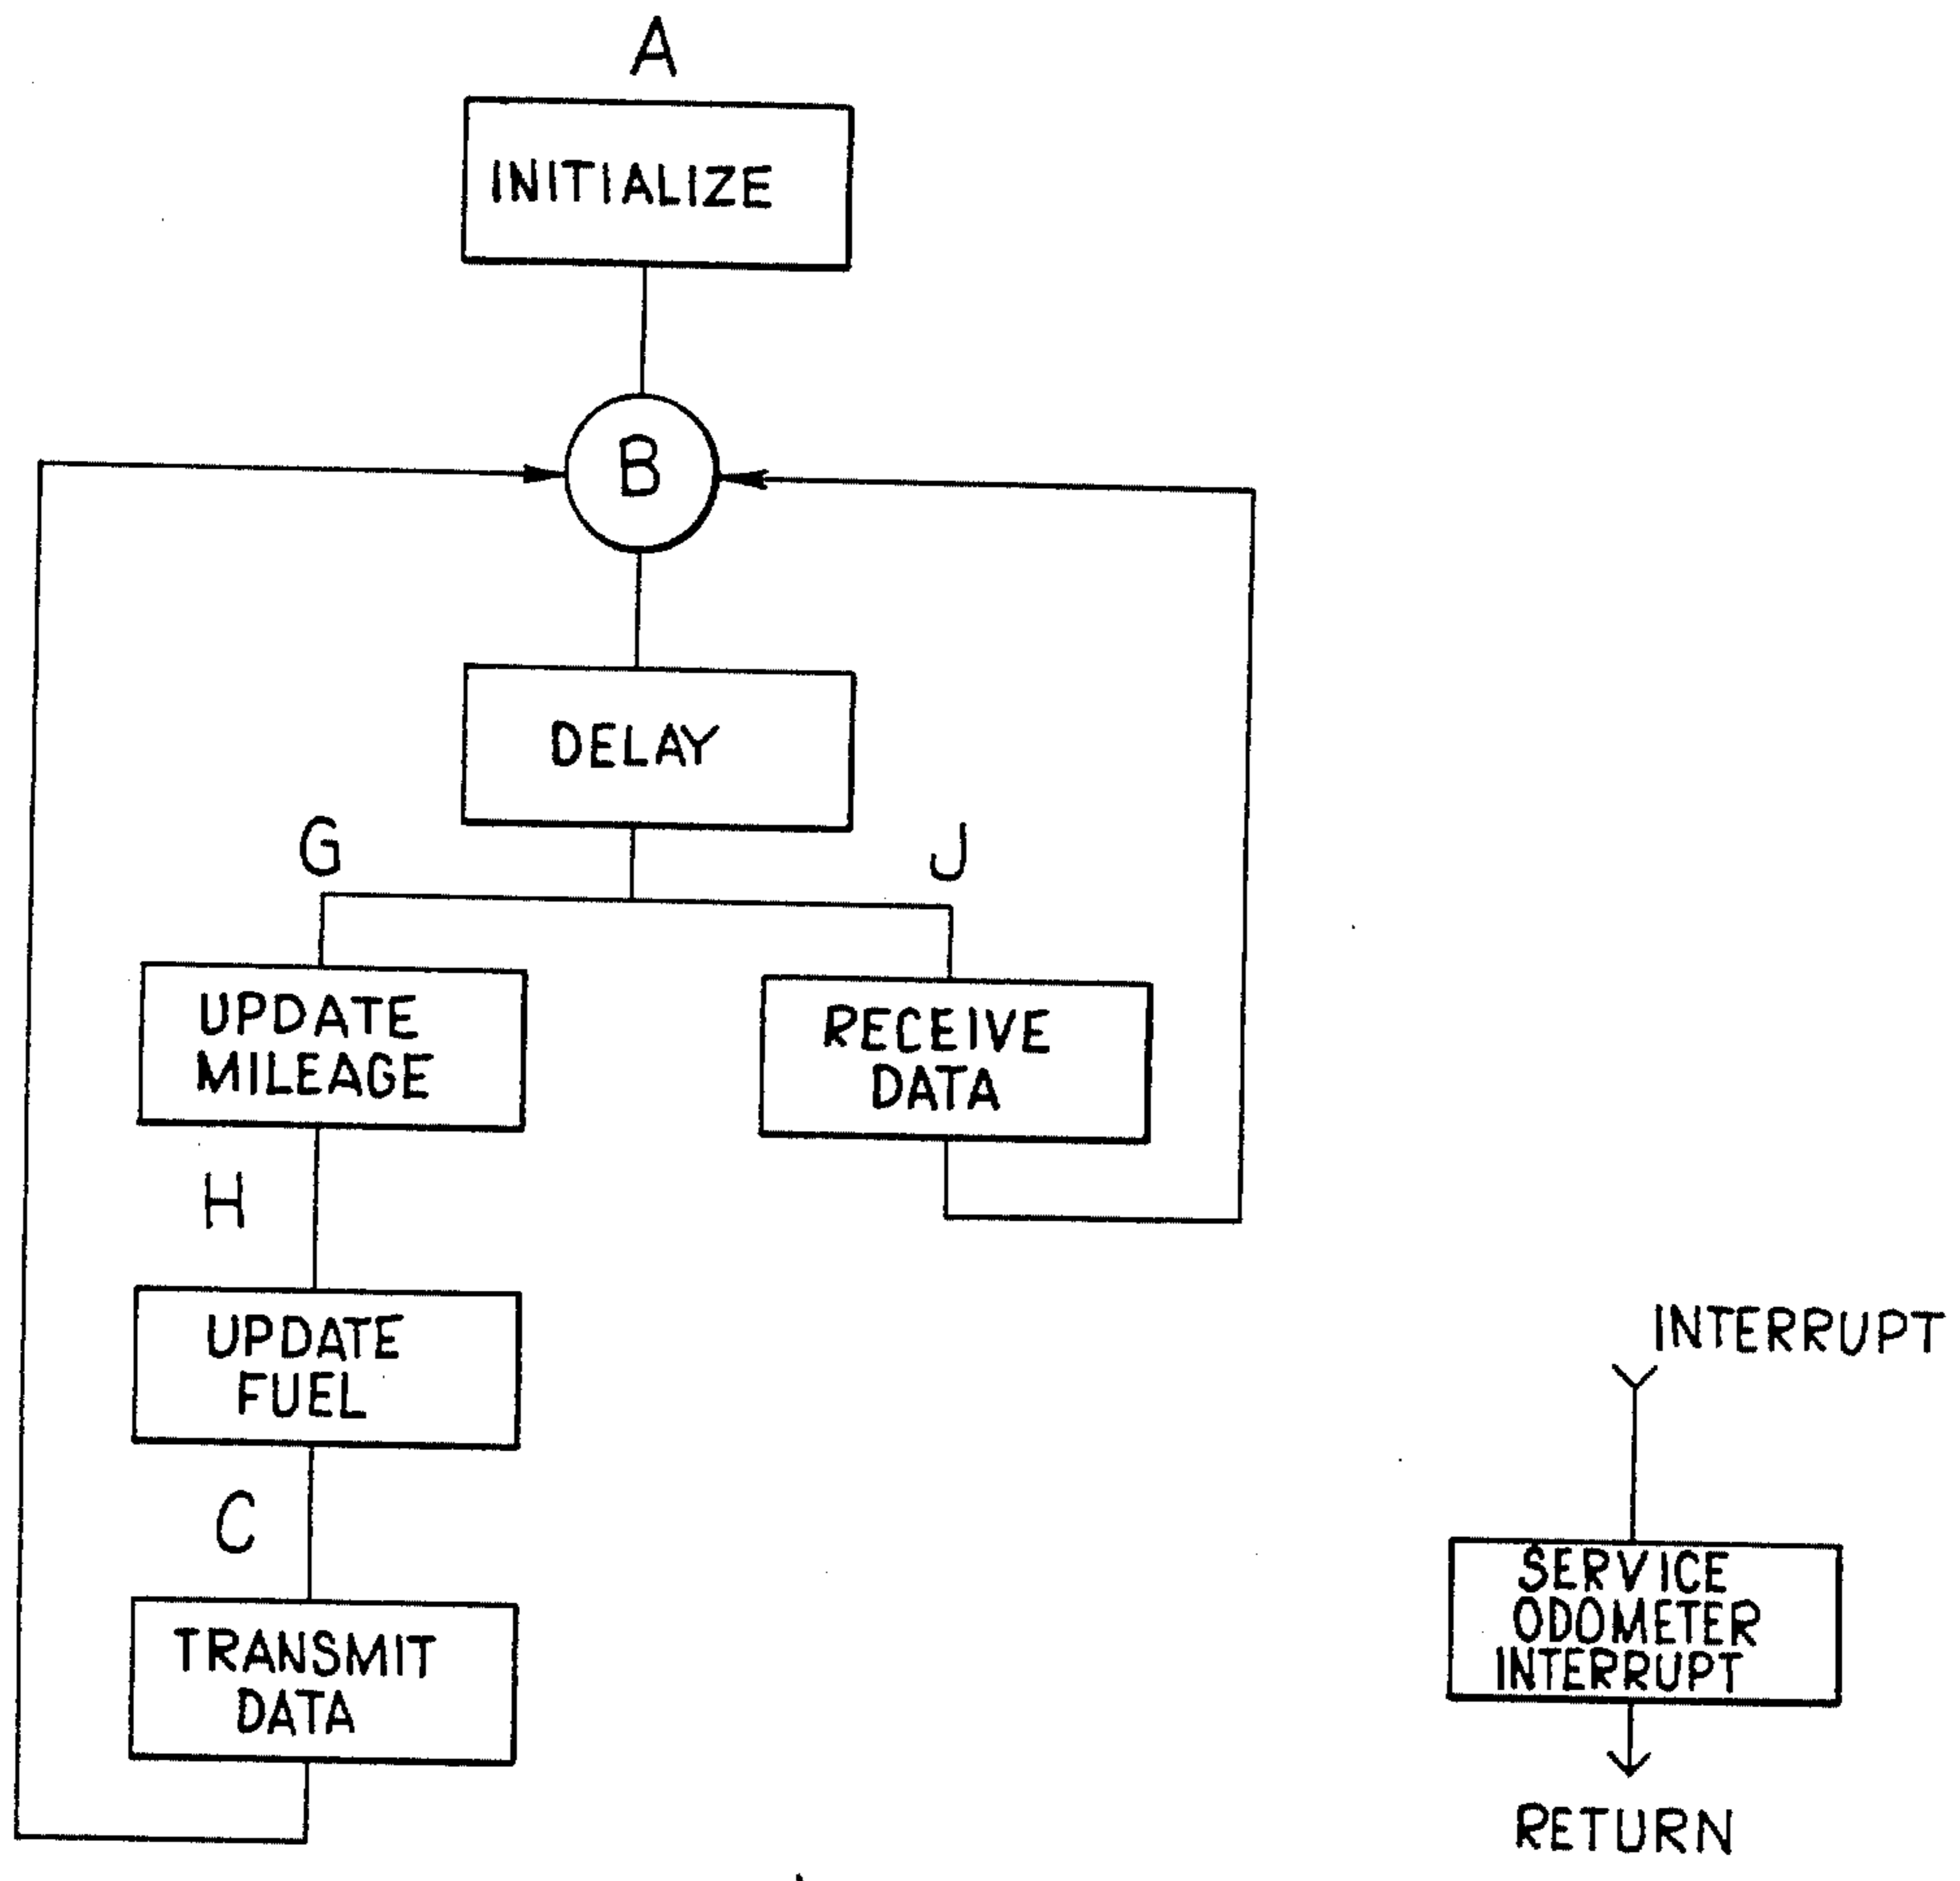 A
INITIALIZE
B
DELAY
G
J
UPDATE
MILEAGE
RECEIVE
DATA
H
UPDATE
FUEL
C
TRANSMIT
DATA
INTERRUPT
SERVICE
ODOMETER
INTERRUPT
RETURN